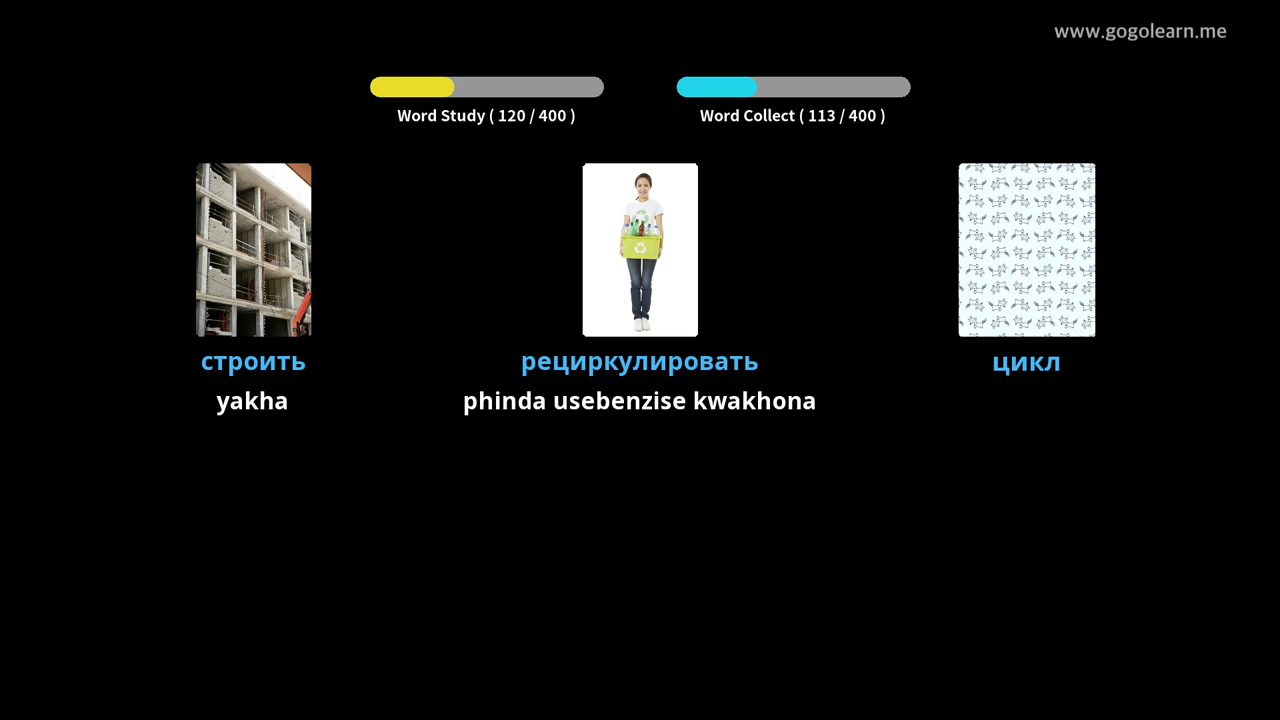 www.gogolearn.me
Word Study ( 120 / 400 )
Word Collect ( 113 / 400 )
строить
рециркулировать
цикл
yakha
phinda usebenzise kwakhona